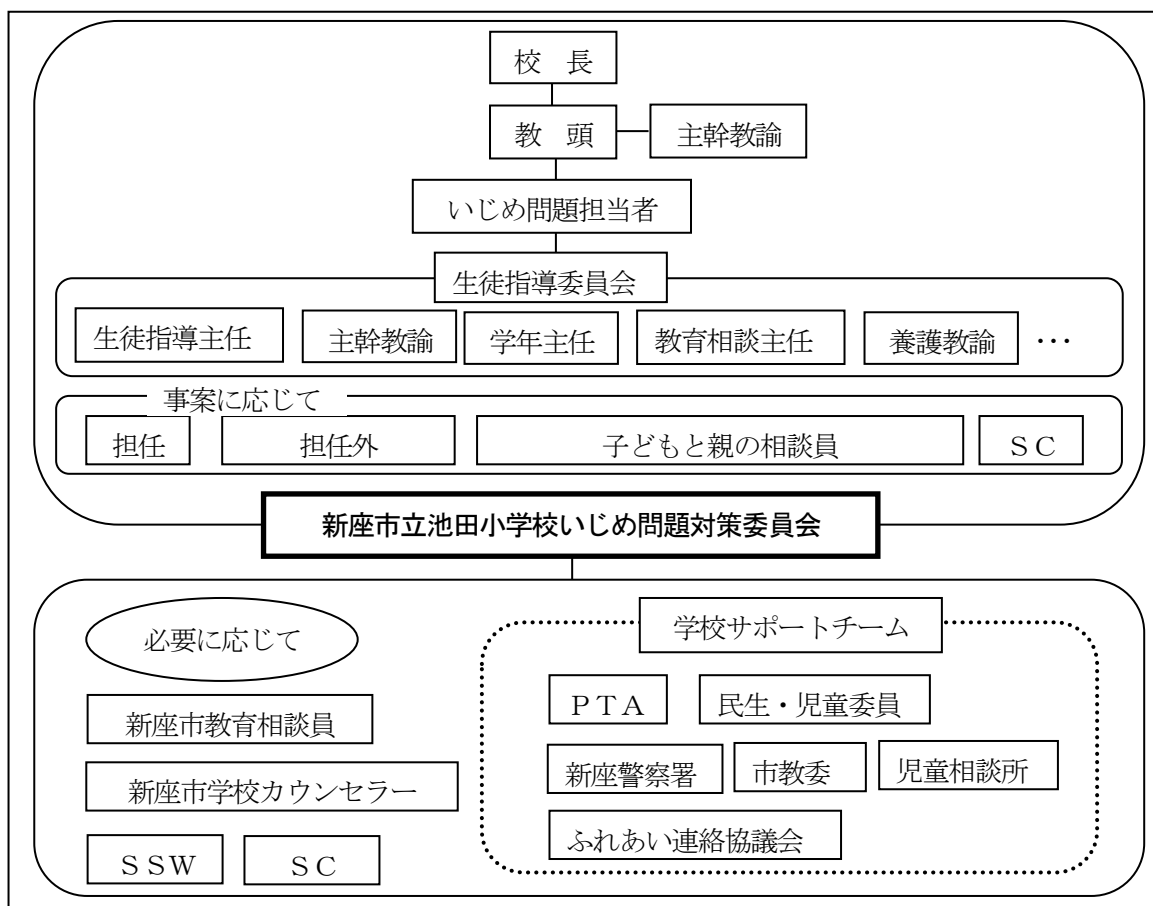 校　長
教　頭
主幹教諭
いじめ問題担当者
生徒指導委員会
生徒指導主任
主幹教諭
学年主任
教育相談主任
養護教諭
…
事案に応じて
担任
担任外
子どもと親の相談員
ＳＣ
新座市立池田小学校いじめ問題対策委員会
必要に応じて
新座市教育相談員
新座市学校カウンセラー
ＳＳＷ
ＳＣ
学校サポートチーム
ＰＴＡ
民生・児童委員
新座警察署
市教委
児童相談所
ふれあい連絡協議会